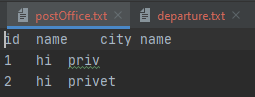 postOffice.txt departure.txt
id name city name
1 hi priv
2 hi privet